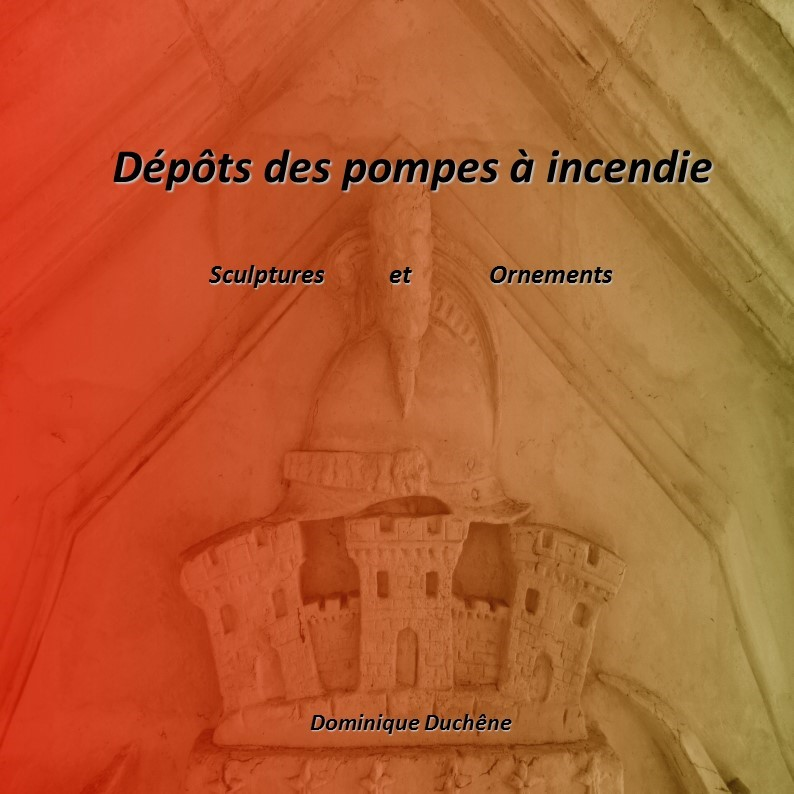 Dépôts des pompes à incendie
Sculptures et Ornements
Dominique Duchêne